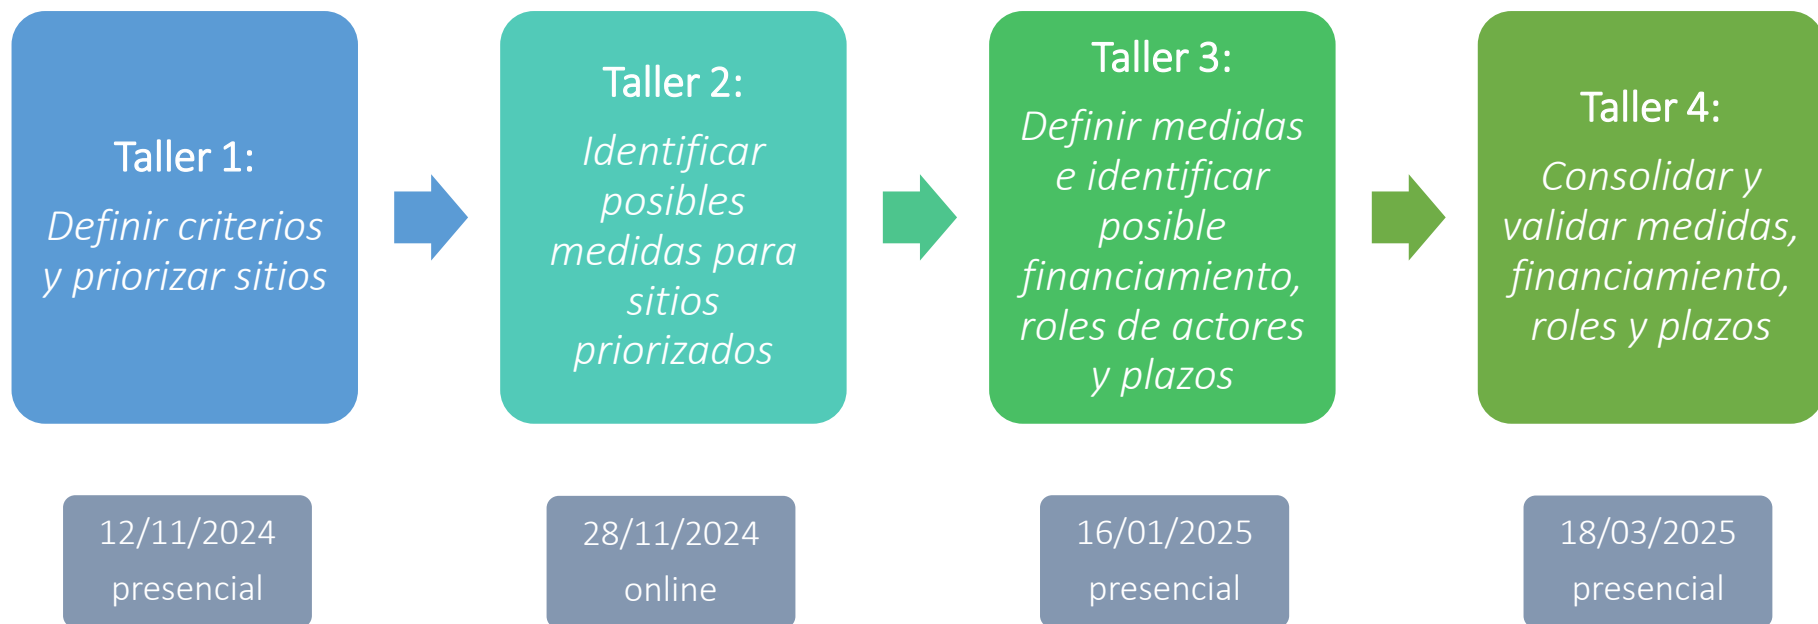 Taller 1:
Definir criterios
y priorizar sitios
Taller 2:
Identificar
posibles
medidas para
sitios
priorizados
Taller 3:
Definir medidas
e identificar
posible
financiamiento,
roles de actores
y plazos
Taller 4:
Consolidar y
validar medidas,
financiamiento,
roles y plazos
12/11/2024
presencial
28/11/2024
online
16/01/2025
presencial
18/03/2025
presencial